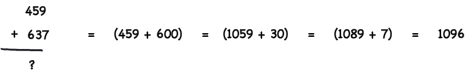 459
+ 637 = (459 + 600) = (1059 + 30) = (1089 + 7) = 1096
?